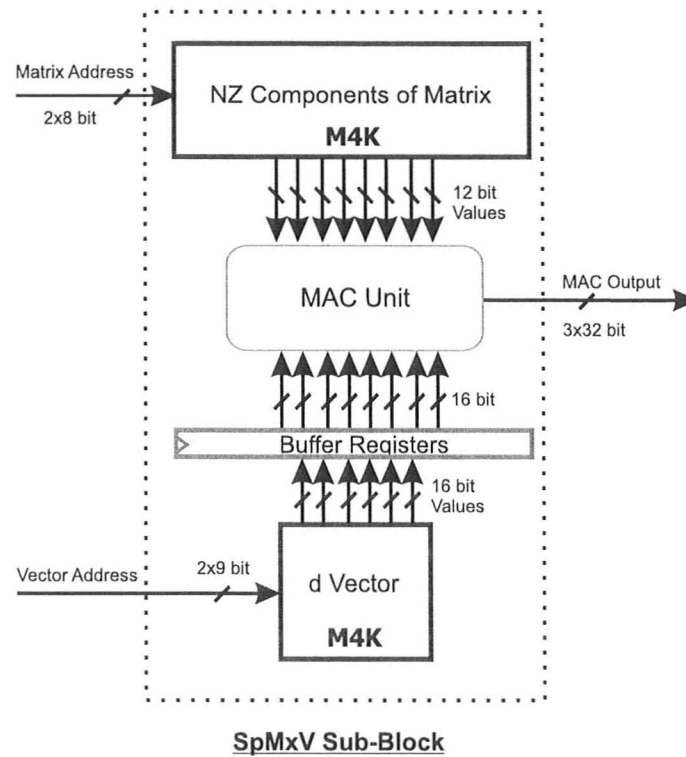 Matrix Address
2x8 bit
NZ Components of Matrix
M4K
12 bit
Values
MAC Unit
MAC Output
3x32 bit
16 bit
Buffer Registers
16 bit
Values
Vector Address
2x9 bit
d Vector
M4K
SpMxV Sub-Block